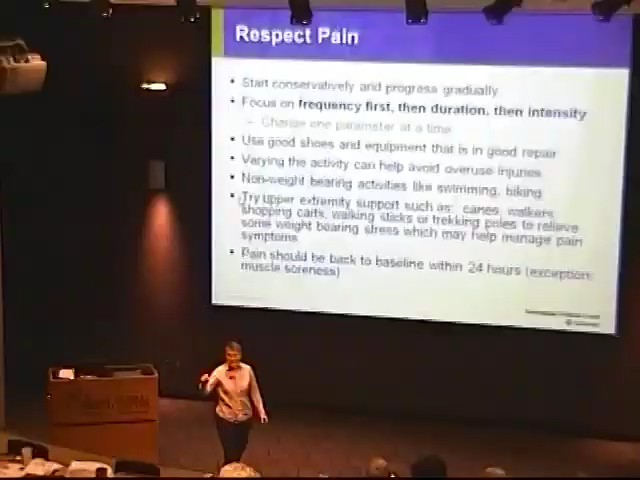 Respect Pain
• Start conservatively and progress gradually
• Focus on frequency first, then duration, then intensity
– Change one parameter at a time
• Use good shoes and equipment that is in good repair
• Varying the activity can help avoid overuse injuries
• Non-weight bearing activities like swimming, biking
• Try upper extremity support such as: canes, walkers,
shopping carts, walking sticks or trekking poles to relieve
some weight bearing stress which may help manage pain
symptoms
• Pain should be back to baseline within 24 hours (exception:
muscle soreness)